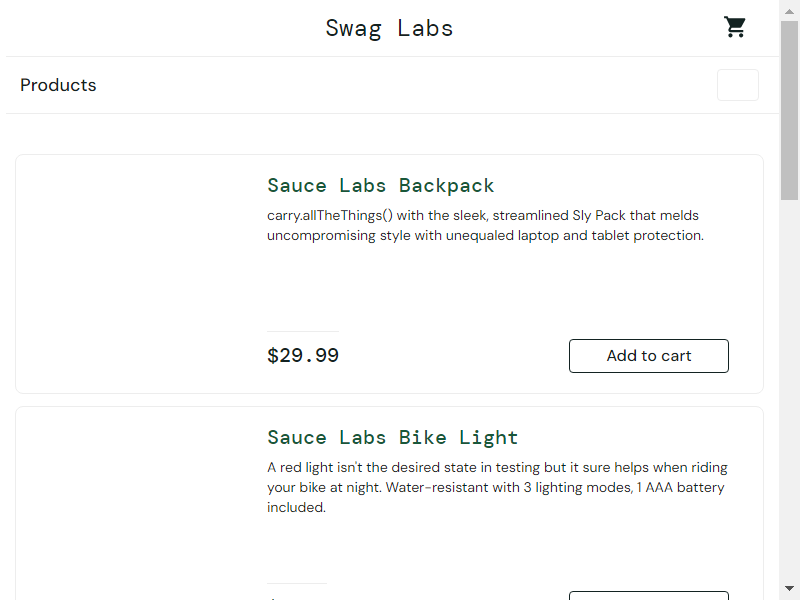 Swag Labs
Products
Sauce Labs Backpack
carry.allTheThings() with the sleek, streamlined Sly Pack that melds
uncompromising style with unequaled laptop and tablet protection.
$29.99
Add to cart
Sauce Labs Bike Light
A red light isn't the desired state in testing but it sure helps when riding
your bike at night. Water-resistant with 3 lighting modes, 1 AAA battery
included.